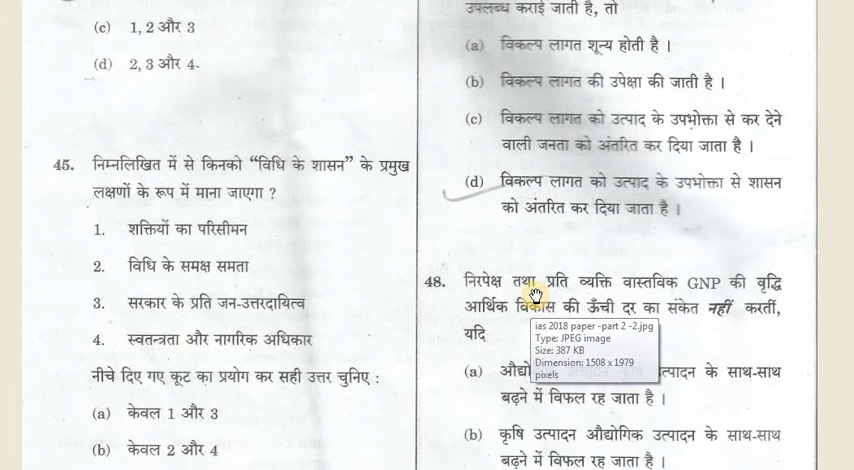 (c) 1, 2 और 3
(d) 2, 3 और 4
45. निम्नलिखित में से किनको “विधि के शासन” के प्रमुख
लक्षणों के रूप में माना जाएगा ?
1. शक्तियों का परिसीमन
2. विधि के समक्ष समता
3. सरकार के प्रति जन-उत्तरदायित्व
4. स्वतन्त्रता और नागरिक अधिकार
नीचे दिए गए कूट का प्रयोग कर सही उत्तर चुनिए :
(a) केवल 1 और 3
(b) केवल 2 और 4
उपलब्ध कराई जाती है, तो
(a) विकल्प लागत शून्य होती है ।
(b) विकल्प लागत की उपेक्षा की जाती है ।
(c) विकल्प लागत को उत्पाद के उपभोक्ता से कर देने
वाली जनता को अंतरित कर दिया जाता है ।
(d) विकल्प लागत को उत्पाद के उपभोक्ता से शासन
को अंतरित कर दिया जाता है ।
48. निरपेक्ष तथा प्रति व्यक्ति वास्तविक GNP की वृद्धि
आर्थिक विकास की ऊँची दर का संकेत नहीं करतीं,
यदि
ias 2018 paper -part 2 -2.jpg
Type: JPEG image
Size: 387 KB
Dimension: 1508 x 1979
pixels
(a) त्पादन के साथ-साथ
बढ़ने में विफल रह जाता है ।
(b) कृषि उत्पादन औद्योगिक उत्पादन के साथ-साथ
बढ़ने में विफल रह जाता है ।